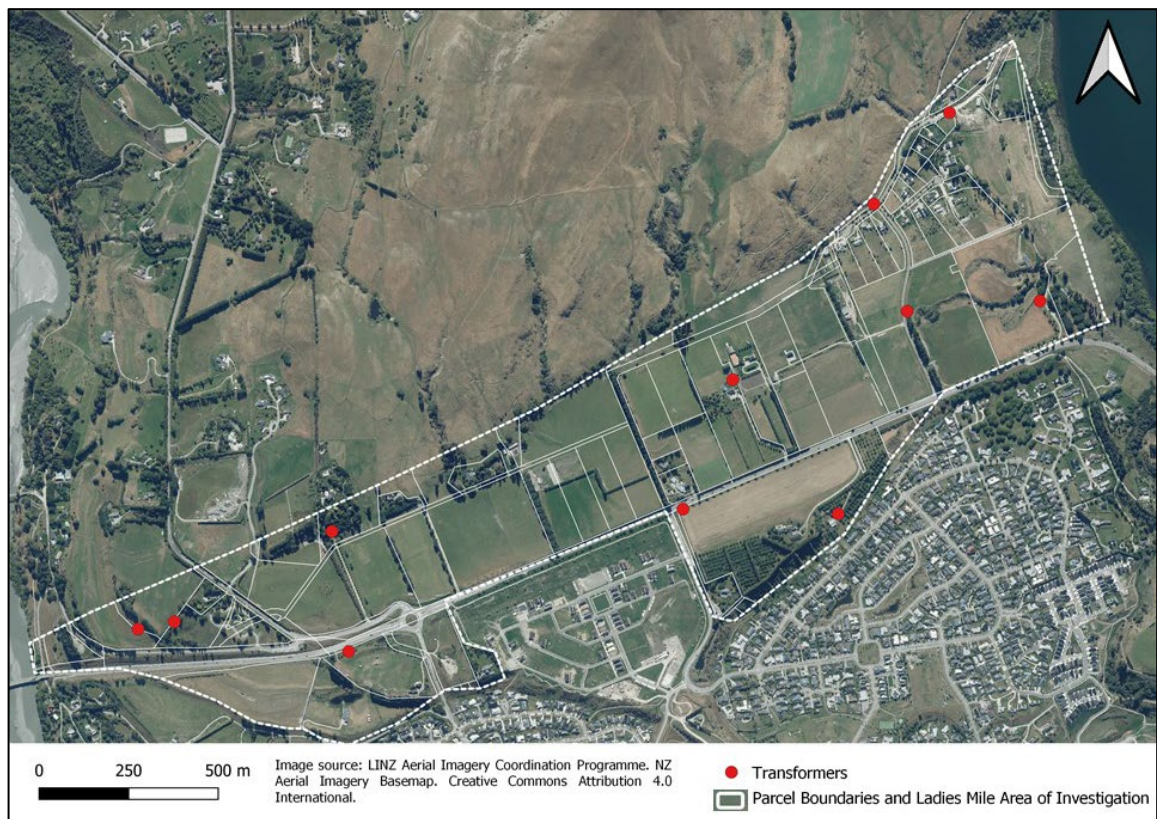 0 250 500 m
Image source: LINZ Aerial Imagery Coordination Programme. NZ
Aerial Imagery Basemap. Creative Commons Attribution 4.0
International.
Transformers
Parcel Boundaries and Ladies Mile Area of Investigation